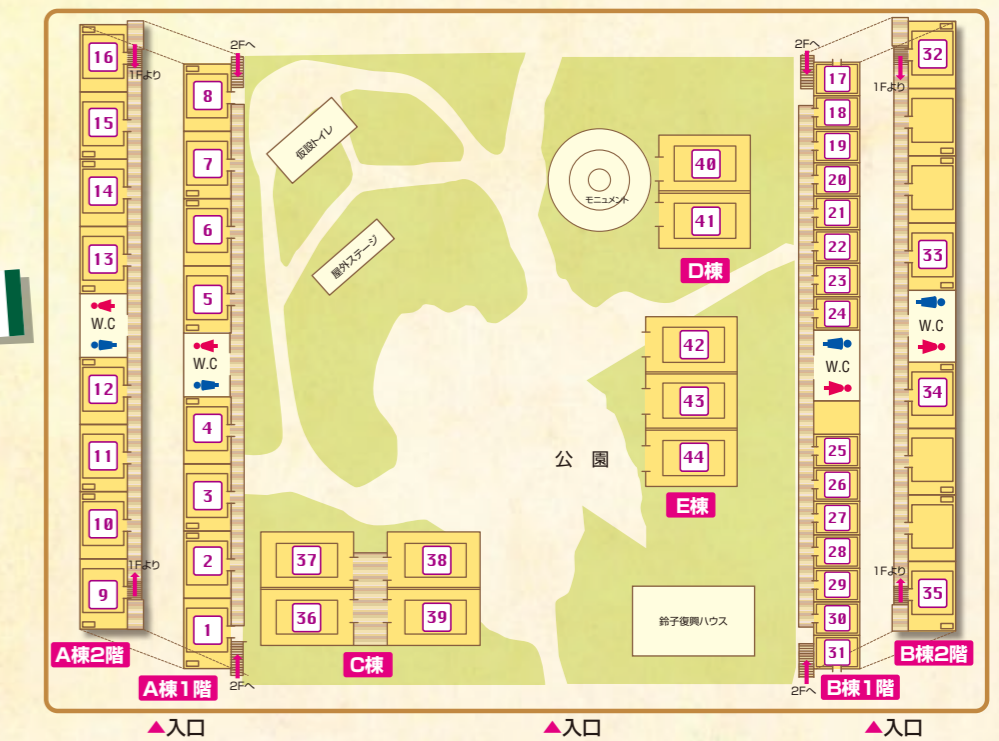 16
15
14
13
W.C
12
11
10
9
1Fより
1Fより
A棟2階
2Fへ
8
7
6
5
W.C
4
3
2
1
2Fへ
A棟1階
仮設トイレ
屋外ステージ
モニュメント
40
41
D棟
42
43
44
E棟
公園
37
38
36
39
C棟
鈴子復興ハウス
2Fへ
17
18
19
20
21
22
23
24
W.C
25
26
27
28
29
30
31
2Fへ
B棟1階
32
1Fより
33
W.C
34
1Fより
35
B棟2階
▲入口
▲入口
▲入口